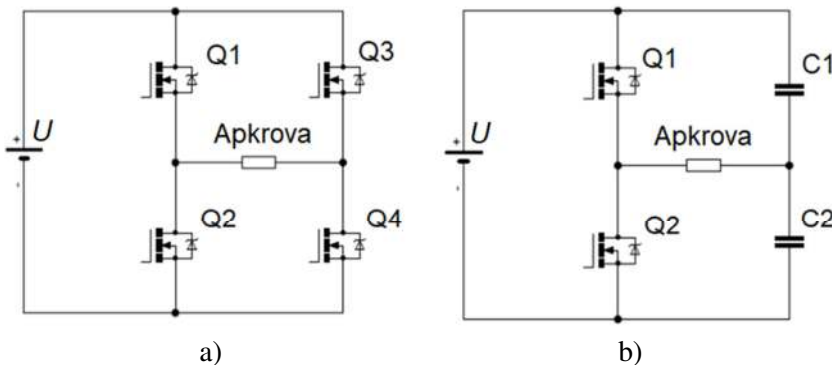 Q1
Q3
+
U
Apkrova
-
Q2
Q4
a)
Q1
C1
+
U
Apkrova
-
Q2
C2
b)